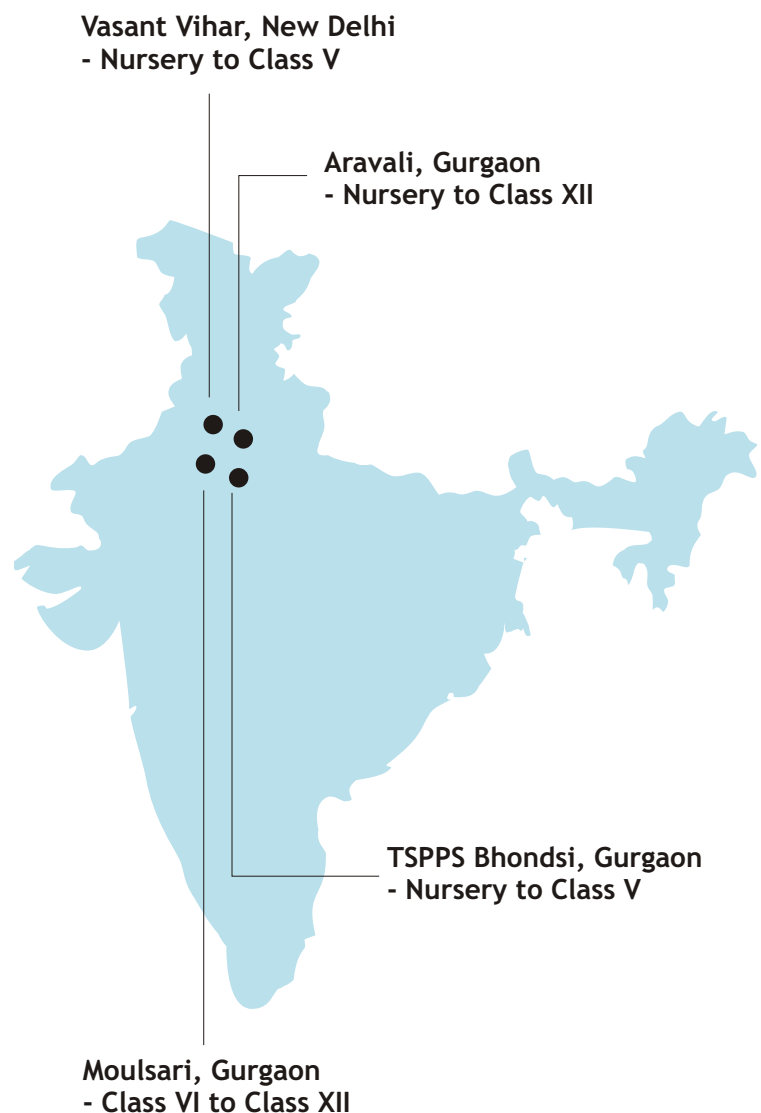 Vasant Vihar, New Delhi
- Nursery to Class V
Aravali, Gurgaon
- Nursery to Class XII
TSPPS Bhondsi, Gurgaon
- Nursery to Class V
Moulsari, Gurgaon
- Class VI to Class XII